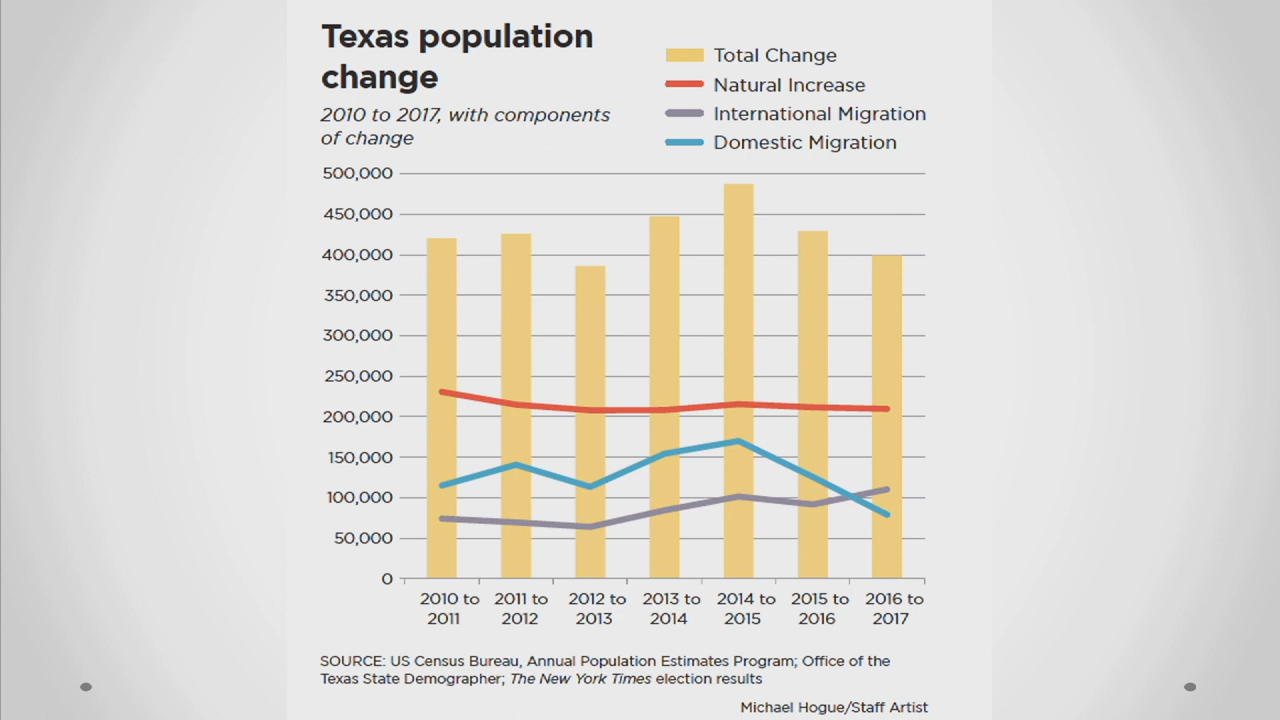 Texas population
change
2010 to 2017, with components
of change
Total Change
Natural Increase
International Migration
Domestic Migration
500,000
450,000
400,000
350,000
300,000
250,000
200,000
150,000
100,000
50,000
0
2010 to 2011 to 2012 to 2013 to 2014 to 2015 to 2016 to
2011 2012 2013 2014 2015 2016 2017
SOURCE: US Census Bureau, Annual Population Estimates Program; Office of the
Texas State Demographer; The New York Times election results
Michael Hogue/Staff Artist